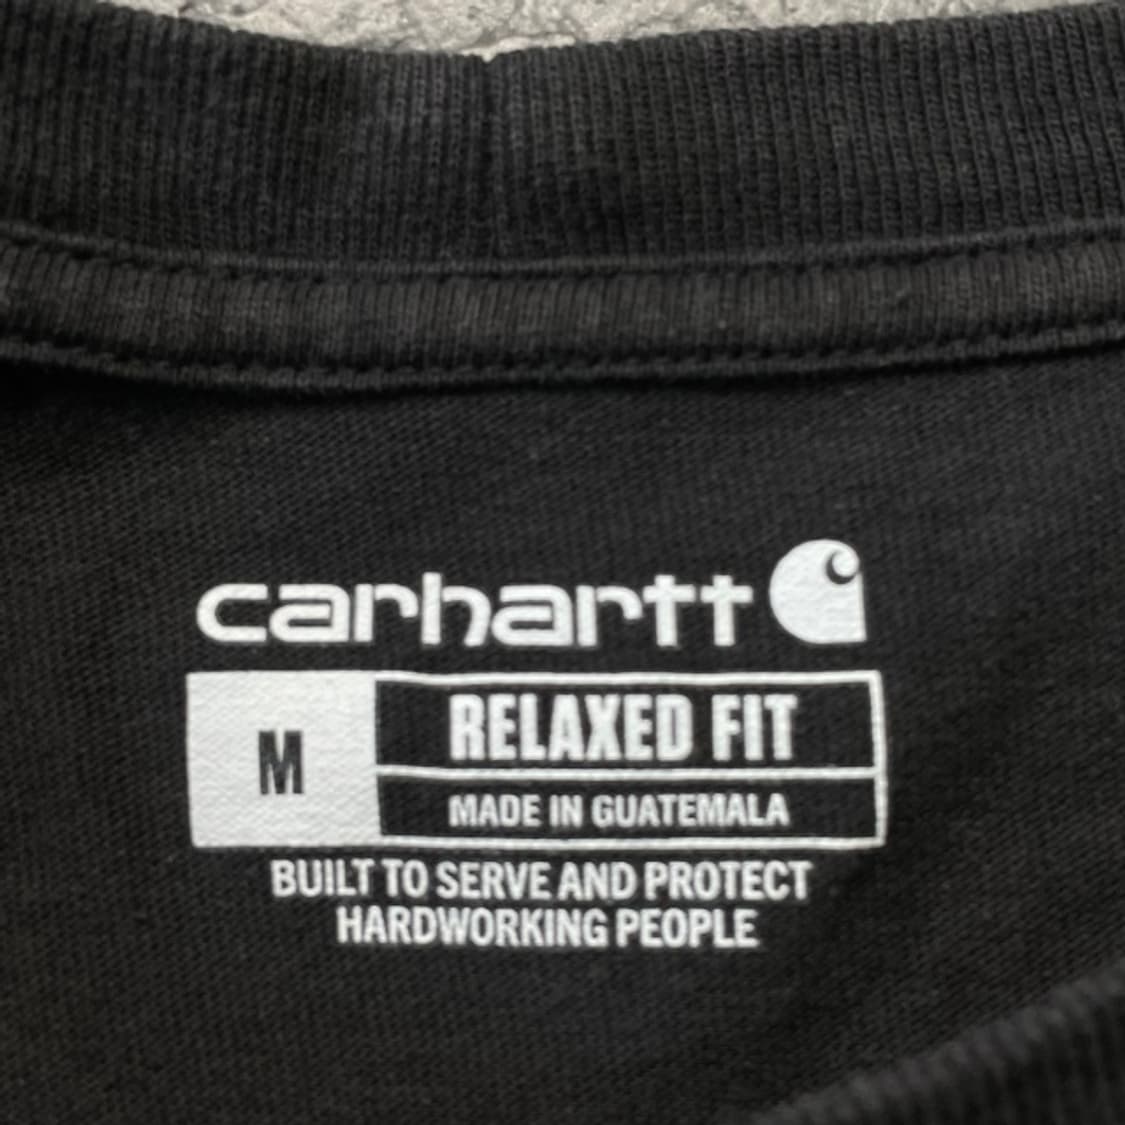 carhartt
M
RELAXED FIT
MADE IN GUATEMALA
BUILT TO SERVE AND PROTECT
HARDWORKING PEOPLE